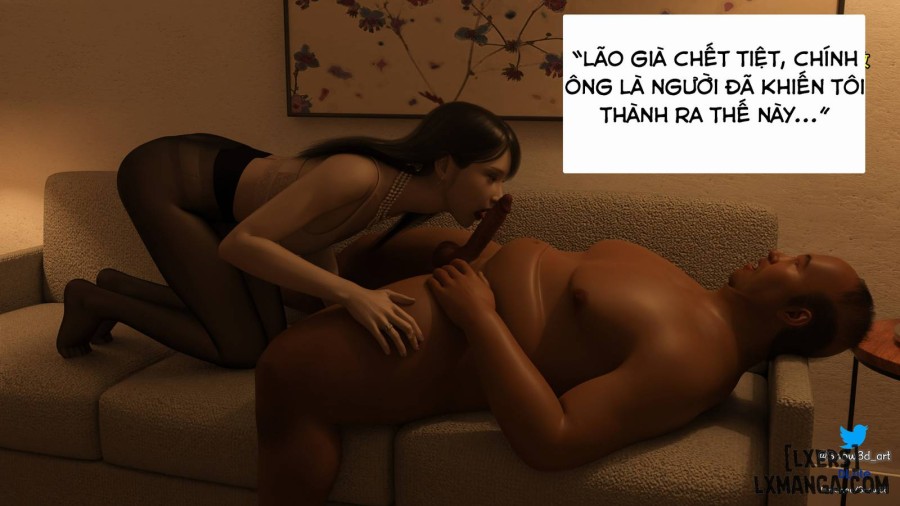 “LÃO GIÀ CHẾT TIỆT, CHÍNH
ÔNG LÀ NGƯỜI ĐÃ KHIẾN TÔI
THÀNH RA THẾ NÀY...”
[LXERS]
LXMANGA.COM